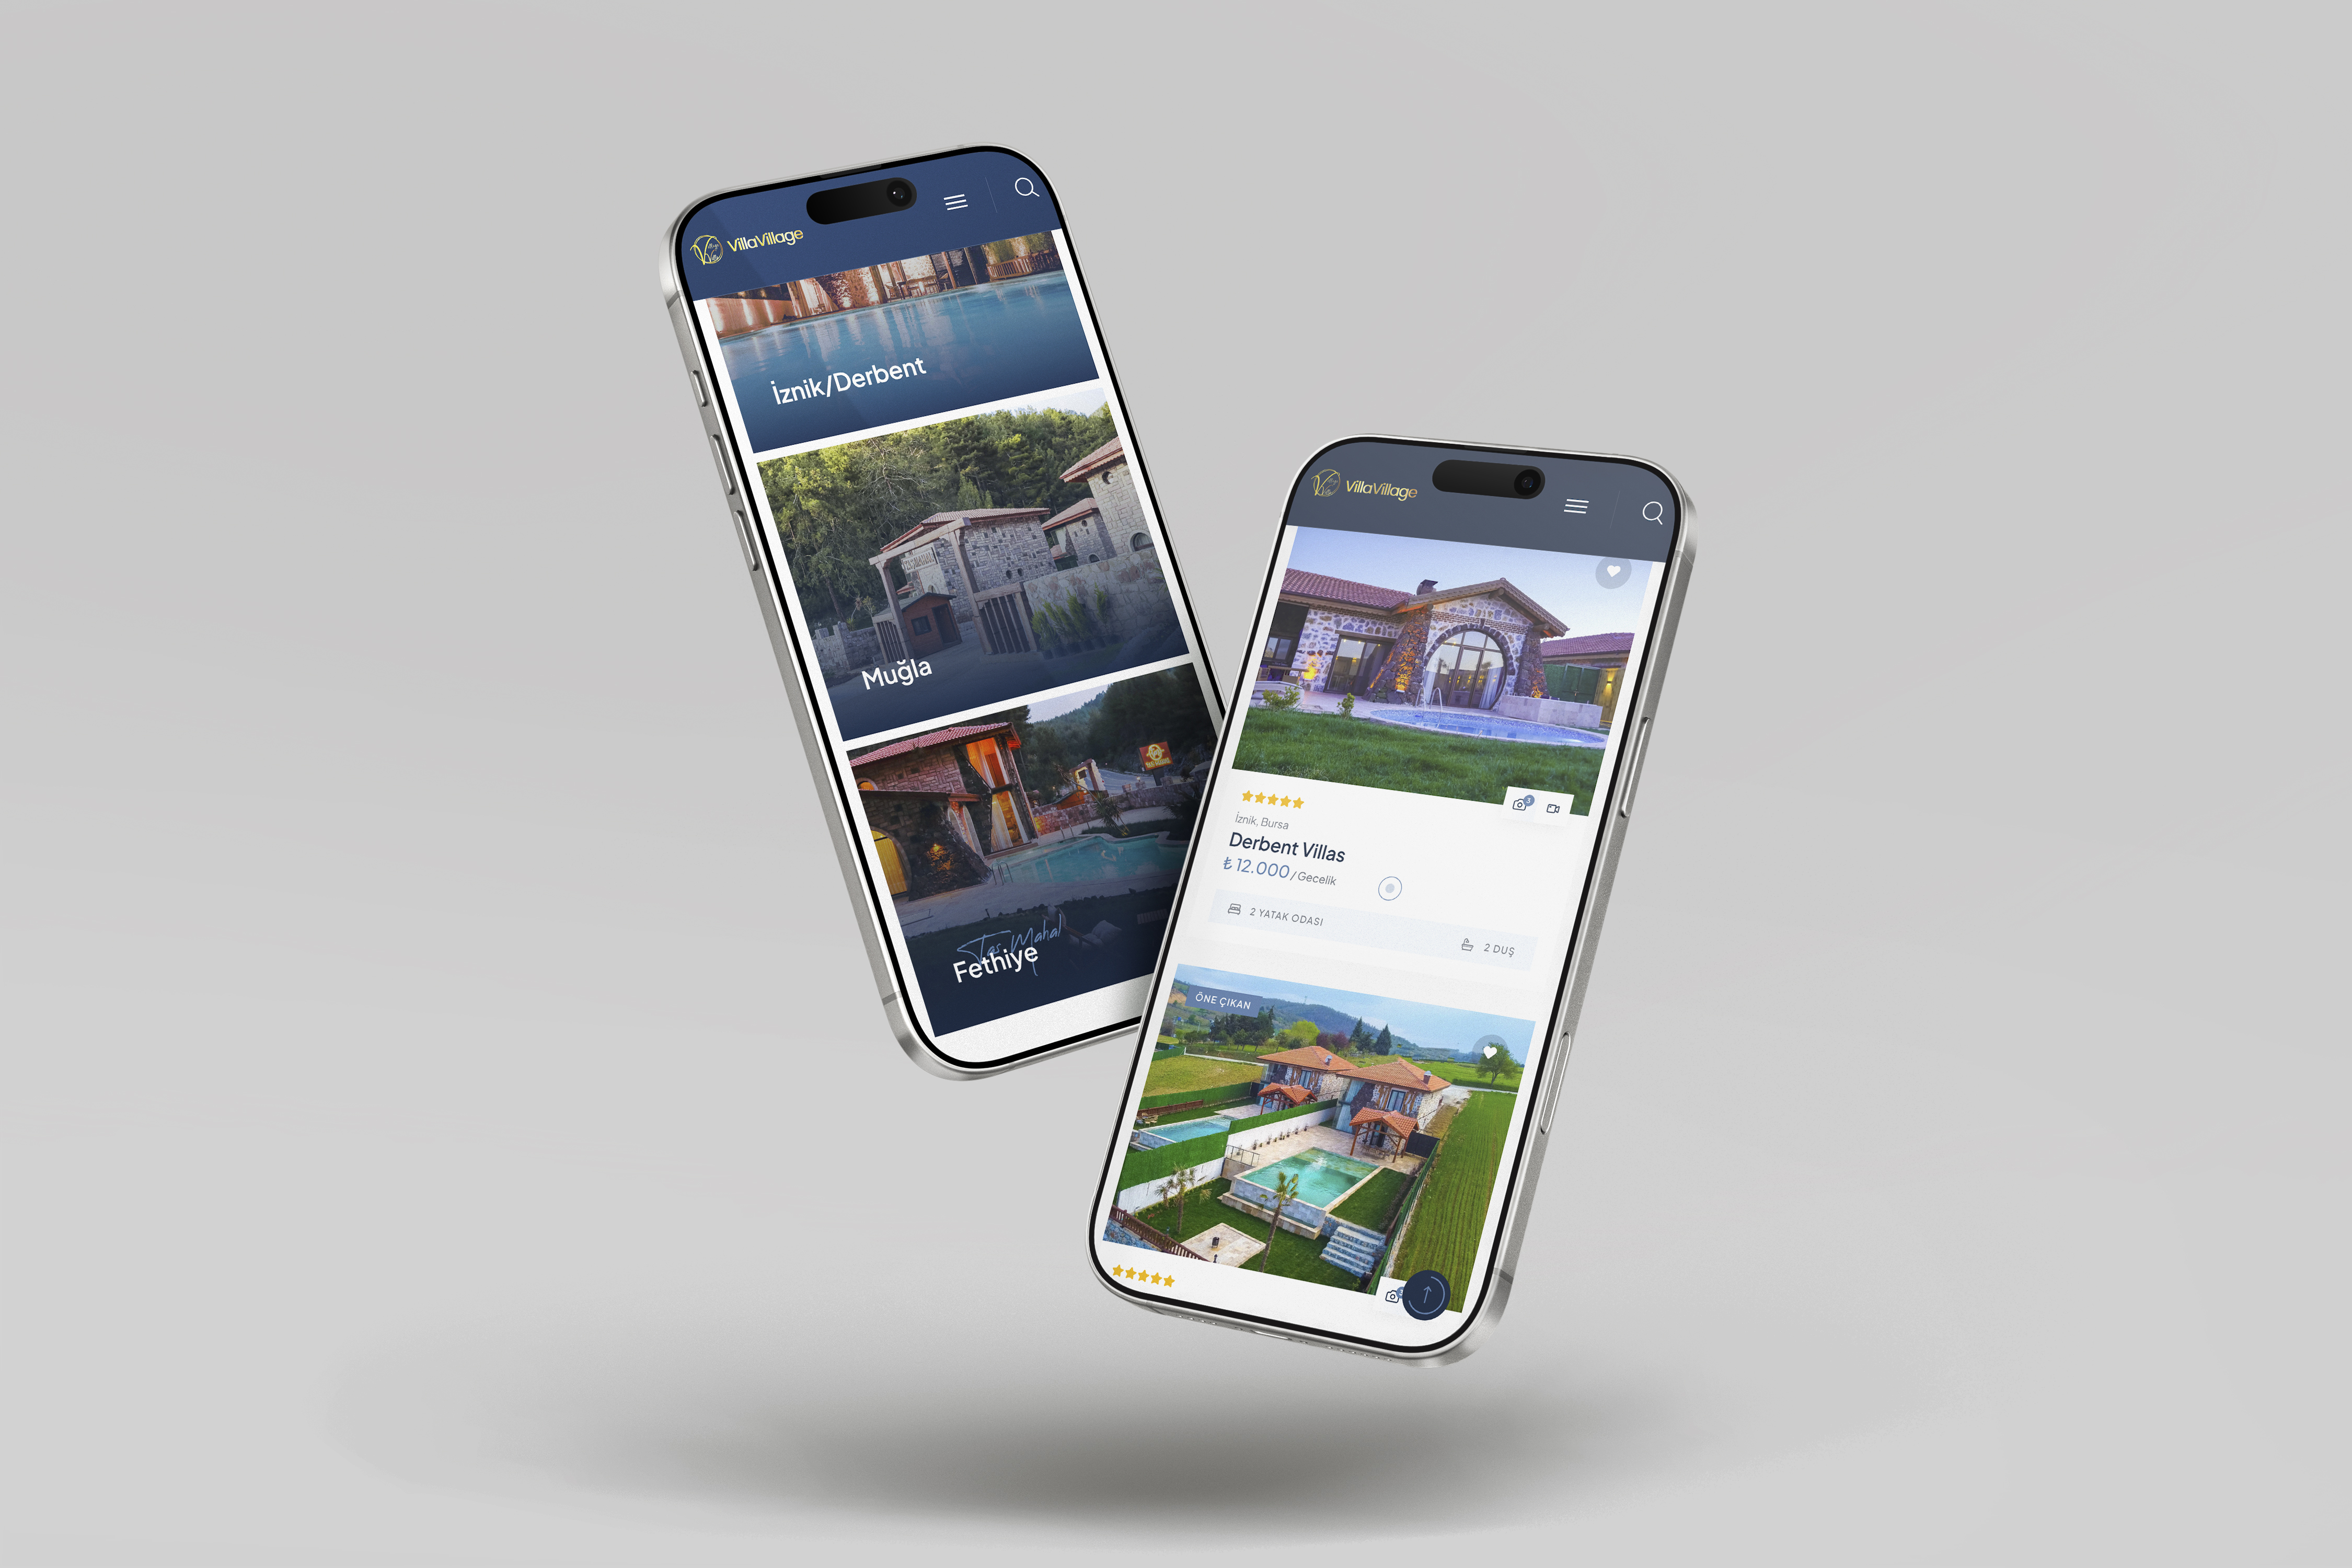 VillaVillage
İznik/Derbent
Muğla
Taş Mahal
Fethiye
VillaVillage
3
İznik, Bursa
Derbent Villas
₺ 12.000 / Gecelik
2 YATAK ODASI
2 DUŞ
ÖNE ÇIKAN